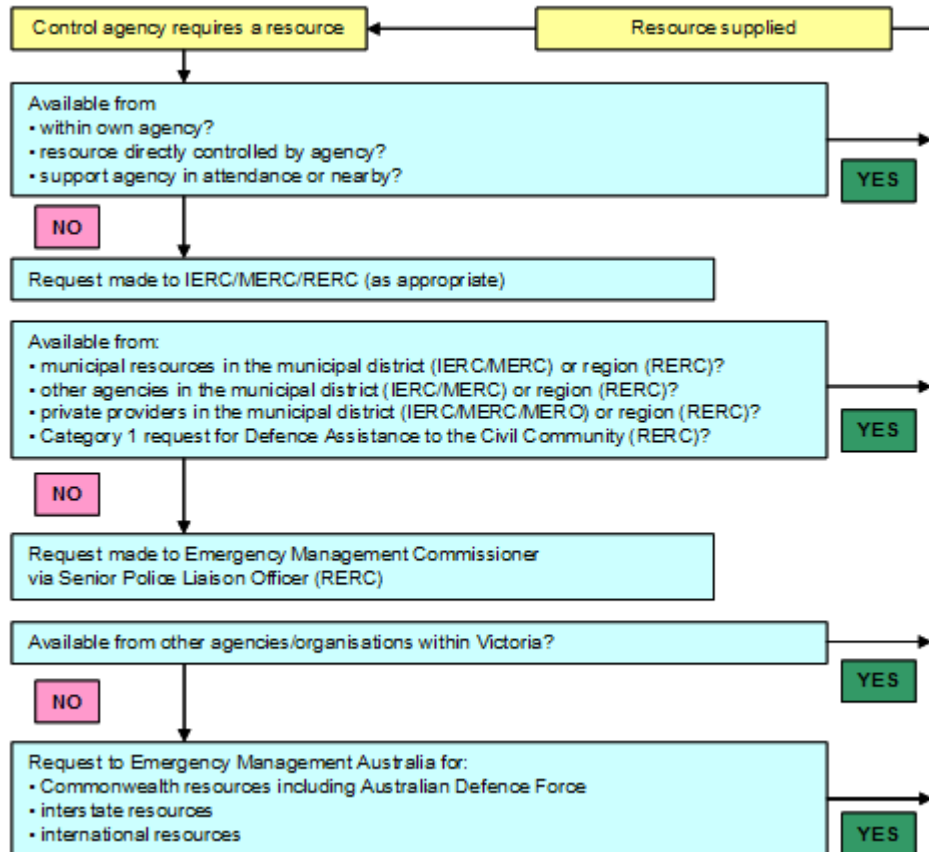 Control agency requires a resource
Resource supplied
Available from
• within own agency?
• resource directly controlled by agency?
• support agency in attendance or nearby?
YES
NO
Request made to IERC/MERC/RERC (as appropriate)
Available from:
• municipal resources in the municipal district (IERC/MERC) or region (RERC)?
• other agencies in the municipal district (IERC/MERC) or region (RERC)?
• private providers in the municipal district (IERC/MERC/MERO) or region (RERC)?
• Category 1 request for Defence Assistance to the Civil Community (RERC)?
YES
NO
Request made to Emergency Management Commissioner
via Senior Police Liaison Officer (RERC)
Available from other agencies/organisations within Victoria?
YES
NO
Request to Emergency Management Australia for:
• Commonwealth resources including Australian Defence Force
• interstate resources
• international resources
YES